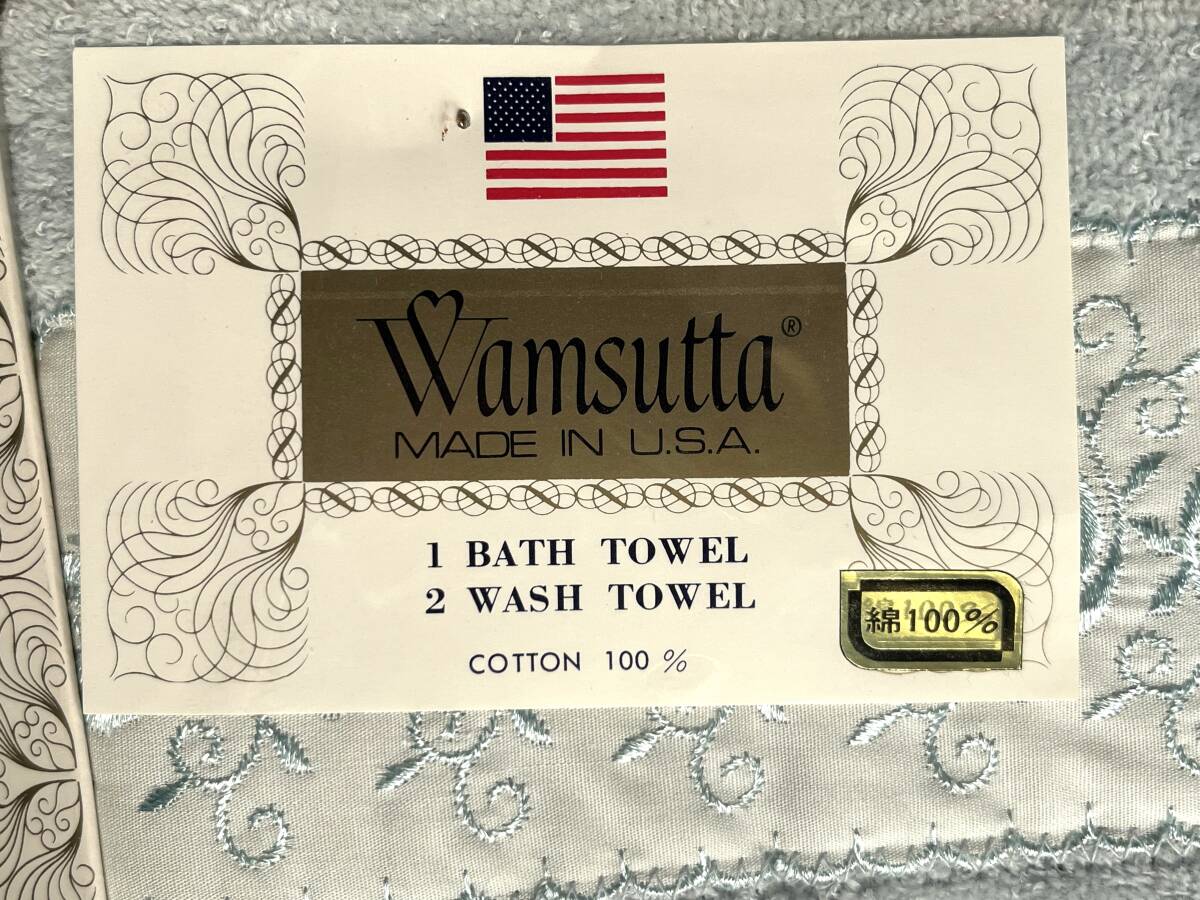 Wamsutta®
MADE IN U.S.A.
1 BATH TOWEL
2 WASH TOWEL
COTTON 100 %
綿100%